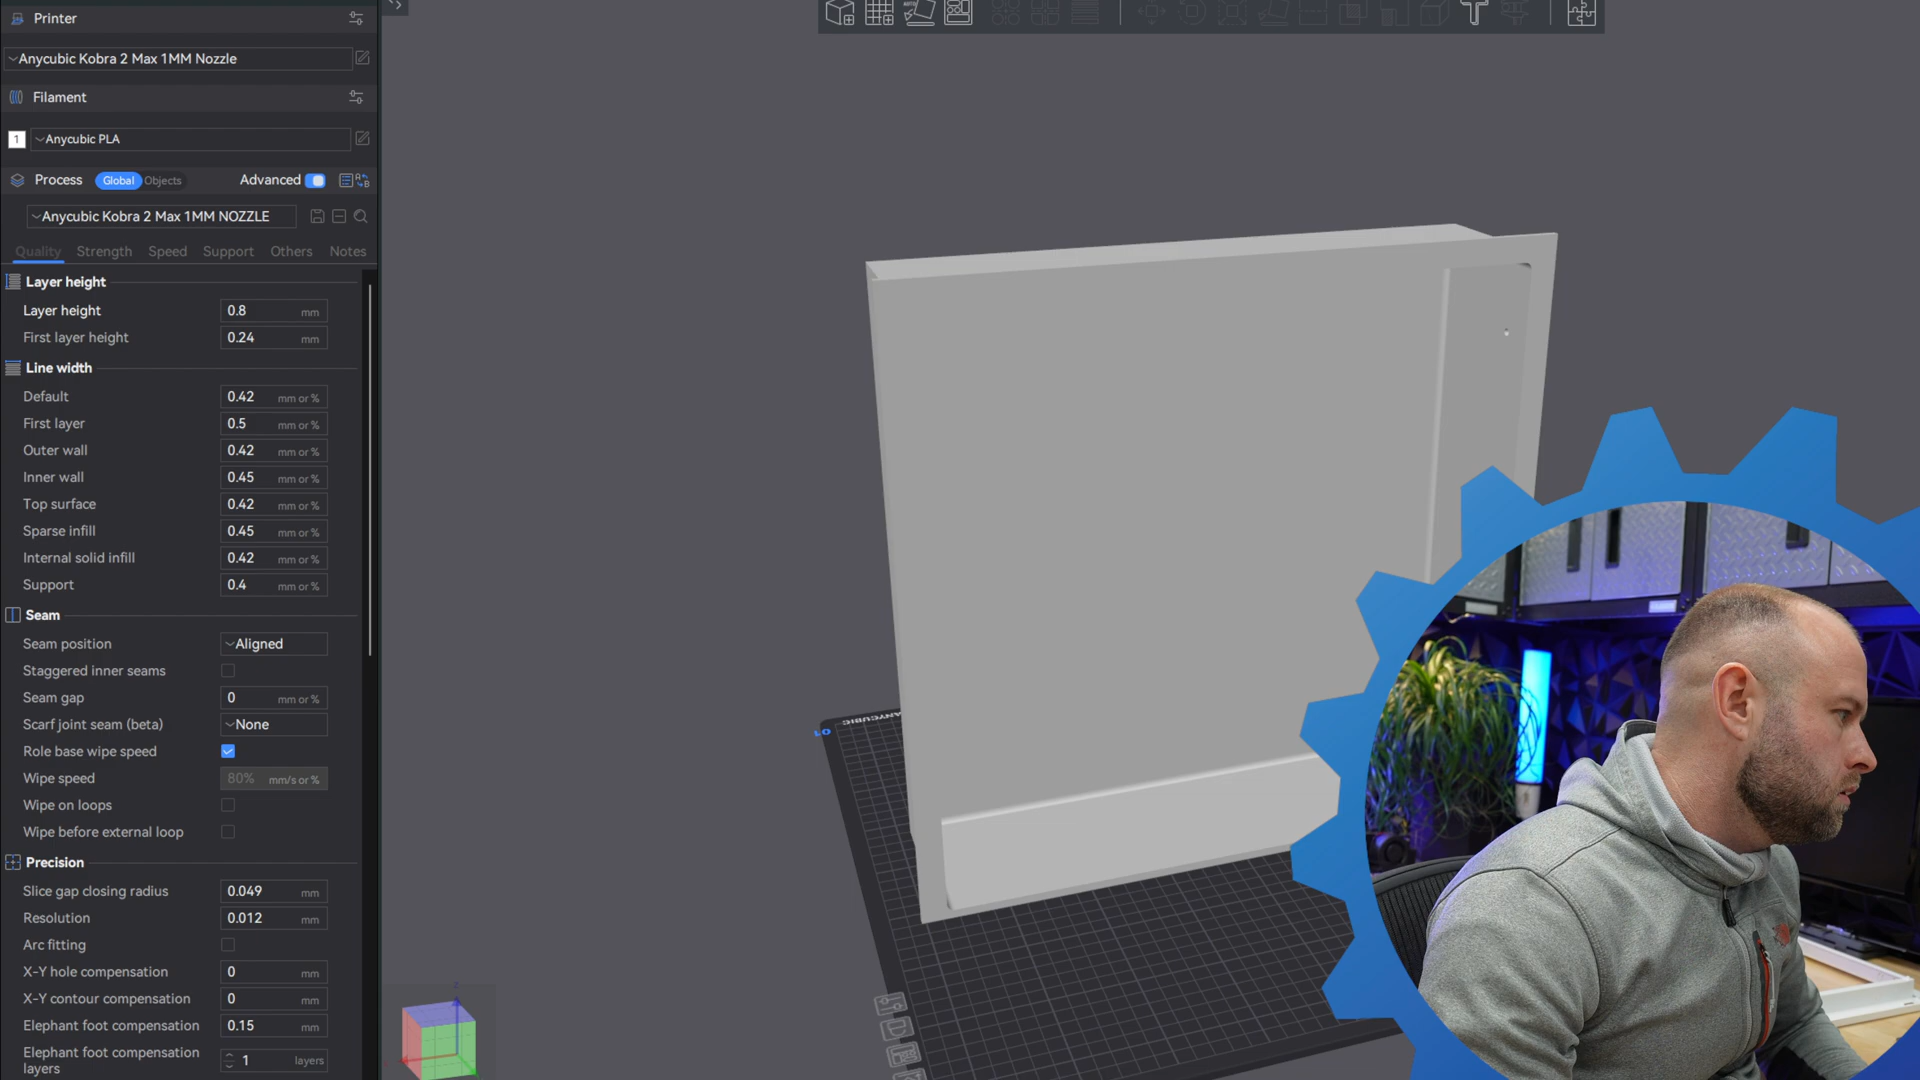 Printer
Anycubic Kobra 2 Max 1MM Nozzle
Filament
1 Anycubic PLA
Process Global Objects Advanced
Anycubic Kobra 2 Max 1MM NOZZLE
Quality Strength Speed Support Others Notes
Layer height
Layer height 0.8 mm
First layer height 0.24 mm
Line width
Default 0.42 mm or %
First layer 0.5 mm or %
Outer wall 0.42 mm or %
Inner wall 0.45 mm or %
Top surface 0.42 mm or %
Sparse infill 0.45 mm or %
Internal solid infill 0.42 mm or %
Support 0.4 mm or %
Seam
Seam position Aligned
Staggered inner seams
Seam gap 0 mm or %
Scarf joint seam (beta) None
Role base wipe speed
Wipe speed 80% mm/s or %
Wipe on loops
Wipe before external loop
Precision
Slice gap closing radius 0.049 mm
Resolution 0.012 mm
Arc fitting
X-Y hole compensation 0 mm
X-Y contour compensation 0 mm
Elephant foot compensation 0.15 mm
Elephant foot compensation
layers 1 layers
ANYCUBIC
01
Z